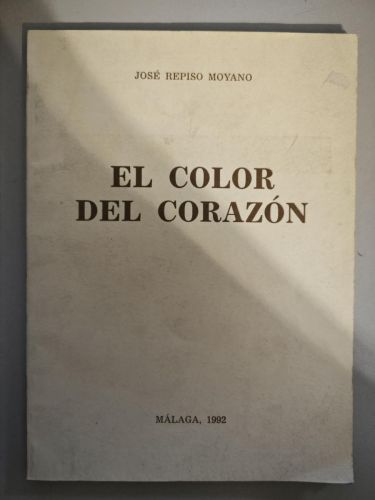 JOSÉ REPISO MOYANO
EL COLOR
DEL CORAZÓN
MÁLAGA, 1992